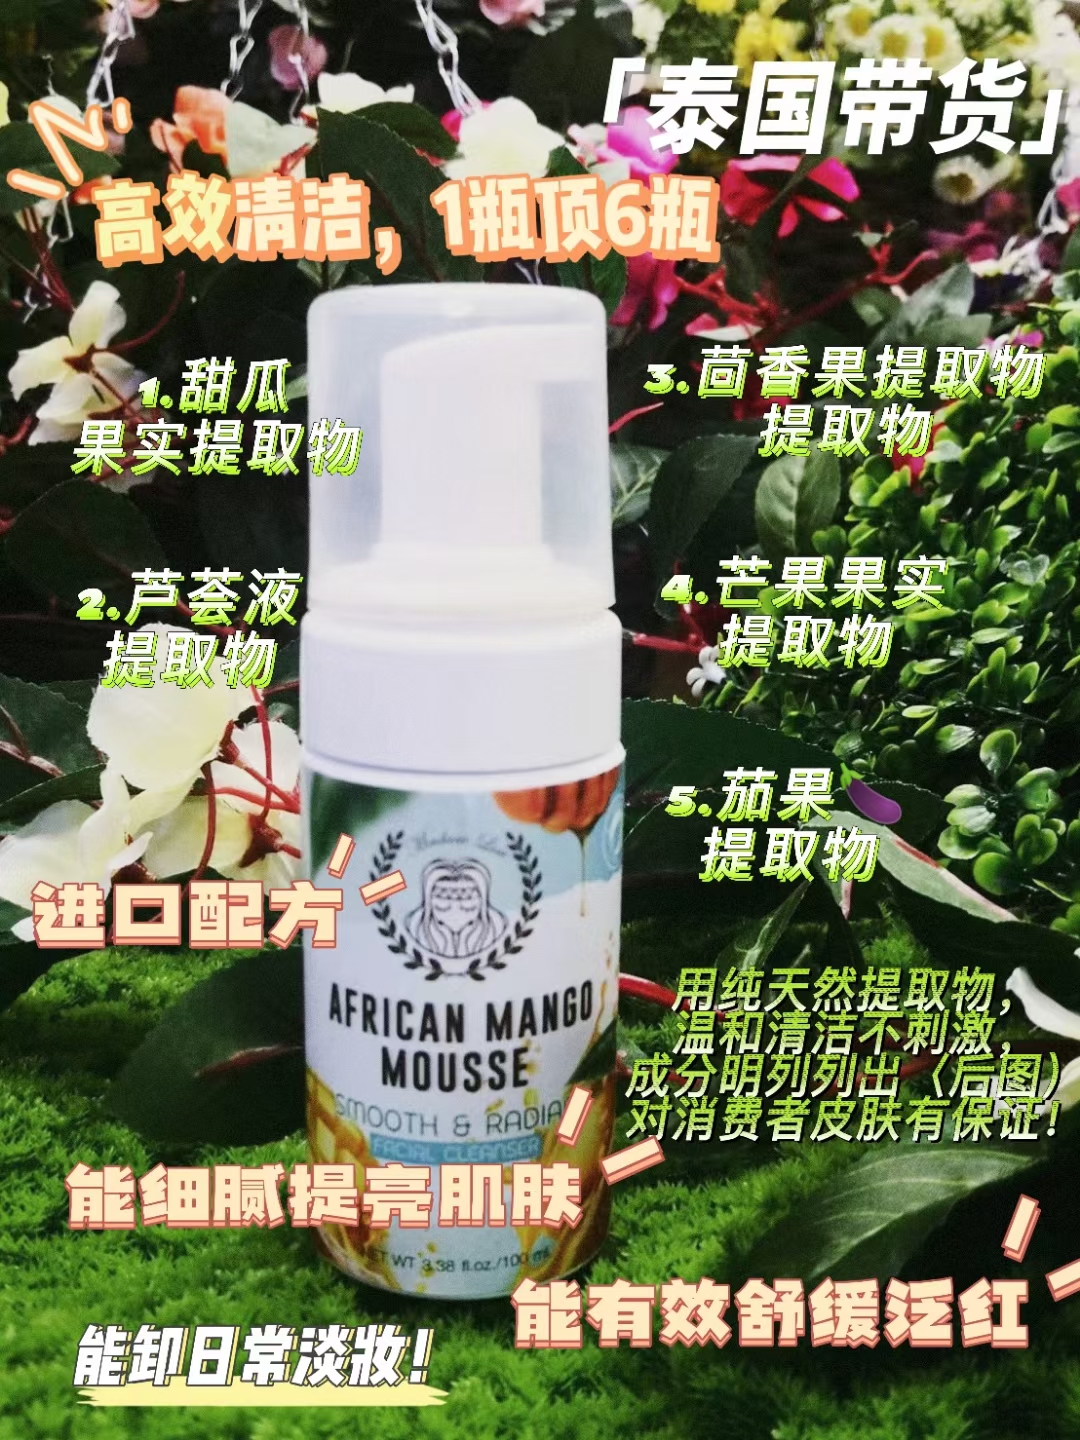 「泰国带货」
高效清洁，1瓶顶6瓶
1.甜瓜
果实提取物
2.芦荟液
提取物
3.茴香果提取物
提取物
4.芒果果实
提取物
5.茄果🍆
提取物
进口配方
AFRICAN MANGO
MOUSSE
SMOOTH & RADIA
FACIAL CLEANSER
用纯天然提取物，
温和清洁不刺激，
成分明列列出（后图）
对消费者皮肤有保证！
能细腻提亮肌肤
NET WT 3.38 fl.oz./100 ml
能有效舒缓泛红
能卸日常淡妆！